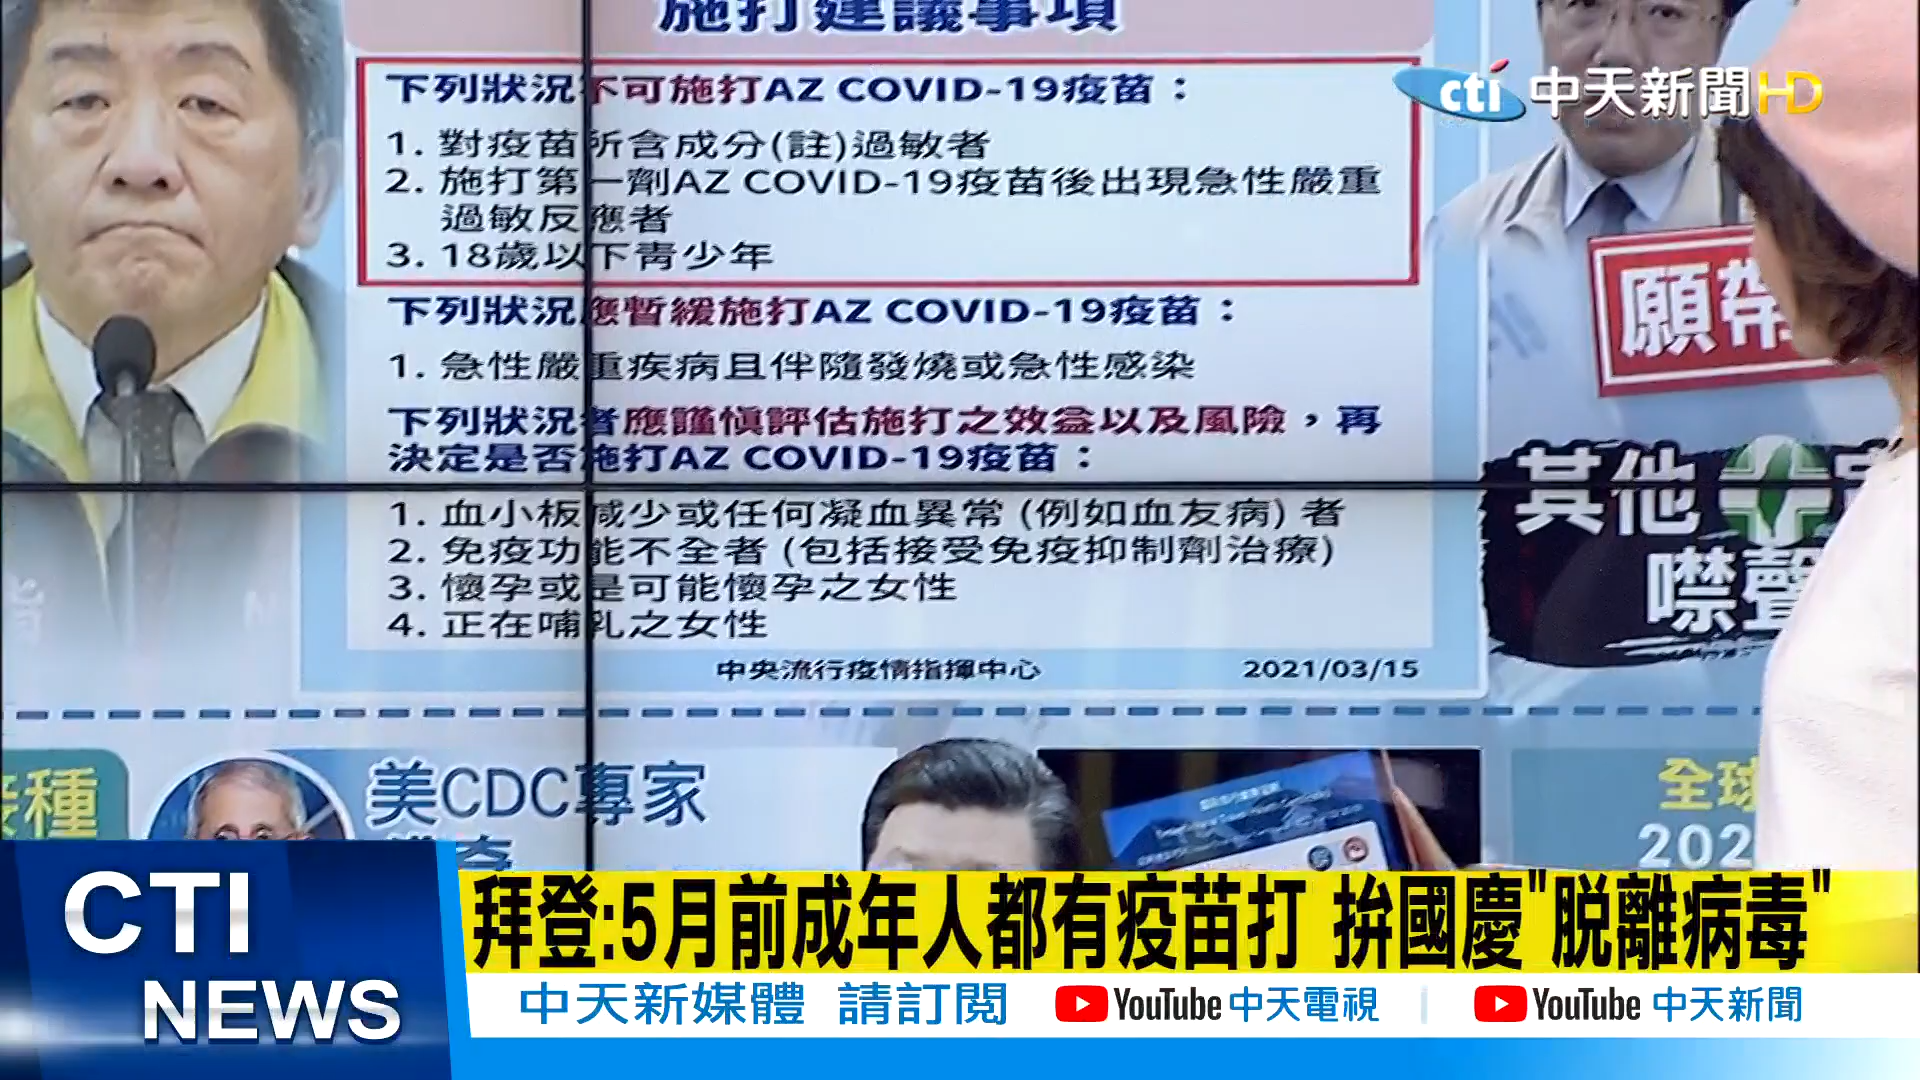 施打建議事項
下列狀況不可施打AZ COVID-19疫苗：
1. 對疫苗所含成分(註)過敏者
2. 施打第一劑AZ COVID-19疫苗後出現急性嚴重
過敏反應者
3. 18歲以下青少年
下列狀況應暫緩施打AZ COVID-19疫苗：
1. 急性嚴重疾病且伴隨發燒或急性感染
下列狀況者應謹慎評估施打之效益以及風險，再
決定是否施打AZ COVID-19疫苗：
1. 血小板減少或任何凝血異常 (例如血友病) 者
2. 免疫功能不全者 (包括接受免疫抑制劑治療)
3. 懷孕或是可能懷孕之女性
4. 正在哺乳之女性
中央流行疫情指揮中心 2021/03/15
cti 中天新聞HD
願帶
其他
噤聲
接種
美CDC專家
全球
202
CTI NEWS
拜登:5月前成年人都有疫苗打 拚國慶"脫離病毒"
中天新媒體 請訂閱 YouTube 中天電視 | YouTube 中天新聞